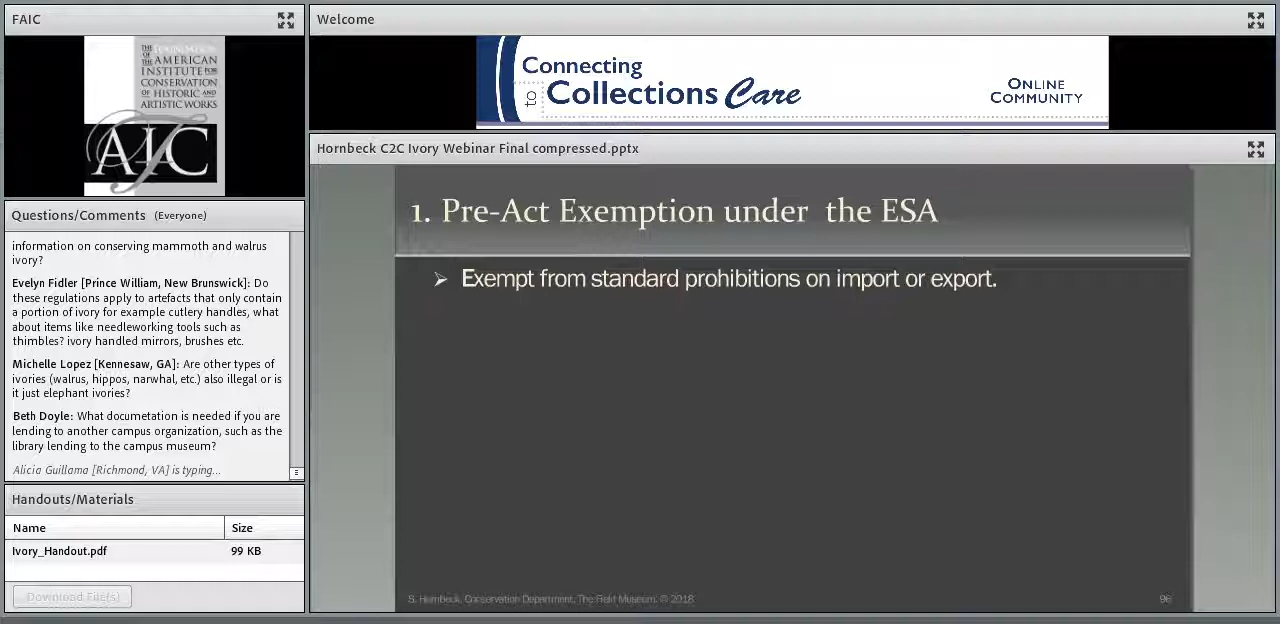 FAIC
THE FOUNDATION
OF THE AMERICAN
INSTITUTE FOR
CONSERVATION
OF HISTORIC AND
ARTISTIC WORKS
AIC
Questions/Comments (Everyone)
information on conserving mammoth and walrus
ivory?
Evelyn Fidler [Prince William, New Brunswick]: Do
these regulations apply to artefacts that only contain
a portion of ivory for example cutlery handles, what
about items like needleworking tools such as
thimbles? ivory handled mirrors, brushes etc.
Michelle Lopez [Kennesaw, GA]: Are other types of
ivories (walrus, hippos, narwhal, etc.) also illegal or is
it just elephant ivories?
Beth Doyle: What documetation is needed if you are
lending to another campus organization, such as the
library lending to the campus museum?
Alicia Guillama [Richmond, VA] is typing...
Handouts/Materials
Name Size
Ivory_Handout.pdf 99 KB
Download File(s)
Welcome
Connecting
to Collections Care
ONLINE
COMMUNITY
Hornbeck C2C Ivory Webinar Final compressed.pptx
1. Pre-Act Exemption under the ESA
➢ Exempt from standard prohibitions on import or export.
S. Hornbeck, Conservation Department, The Field Museum. © 2018
96